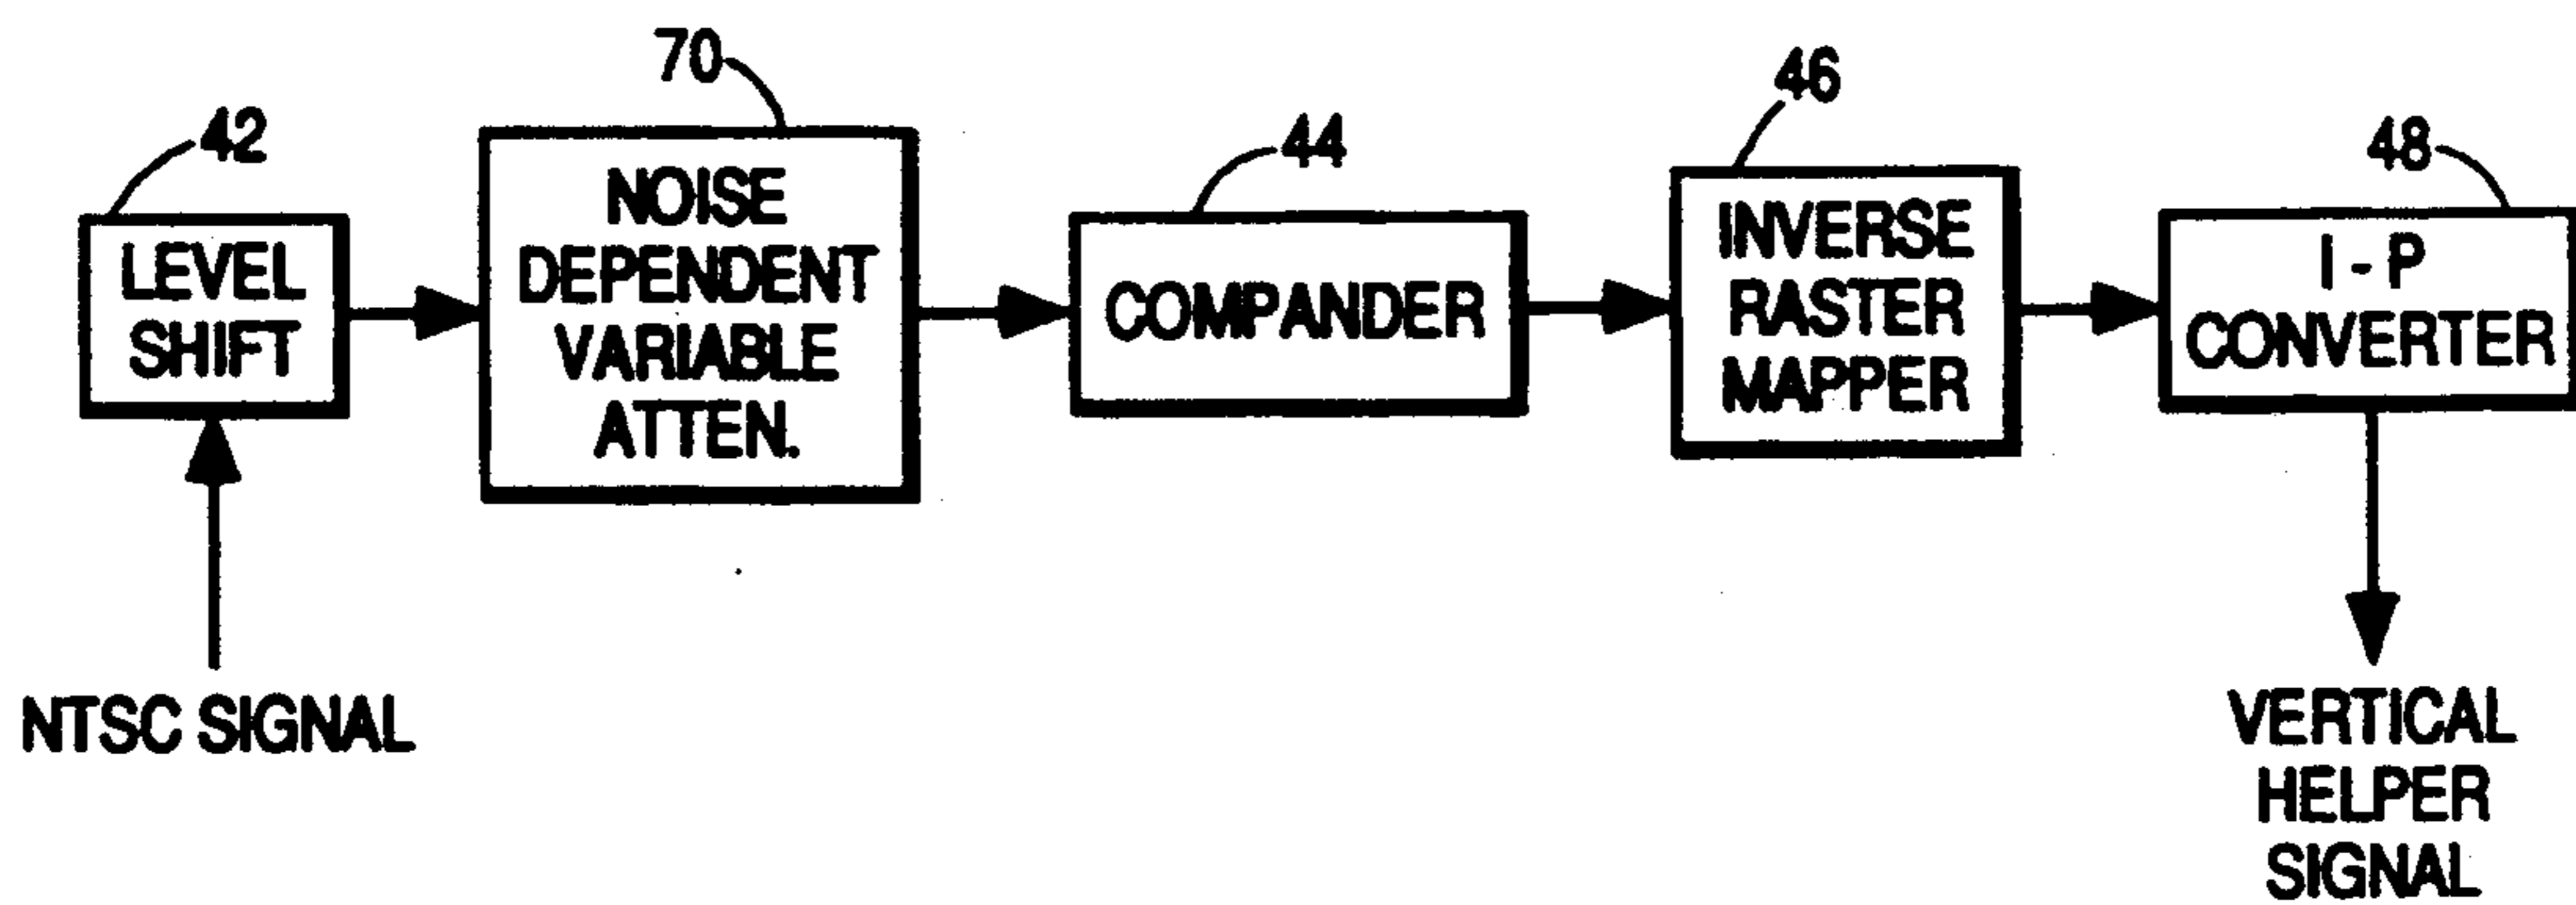 70
46
42
44
48
LEVEL
SHIFT
NOISE
DEPENDENT
VARIABLE
ATTEN.
COMPANDER
INVERSE
RASTER
MAPPER
I - P
CONVERTER
NTSC SIGNAL
VERTICAL
HELPER
SIGNAL